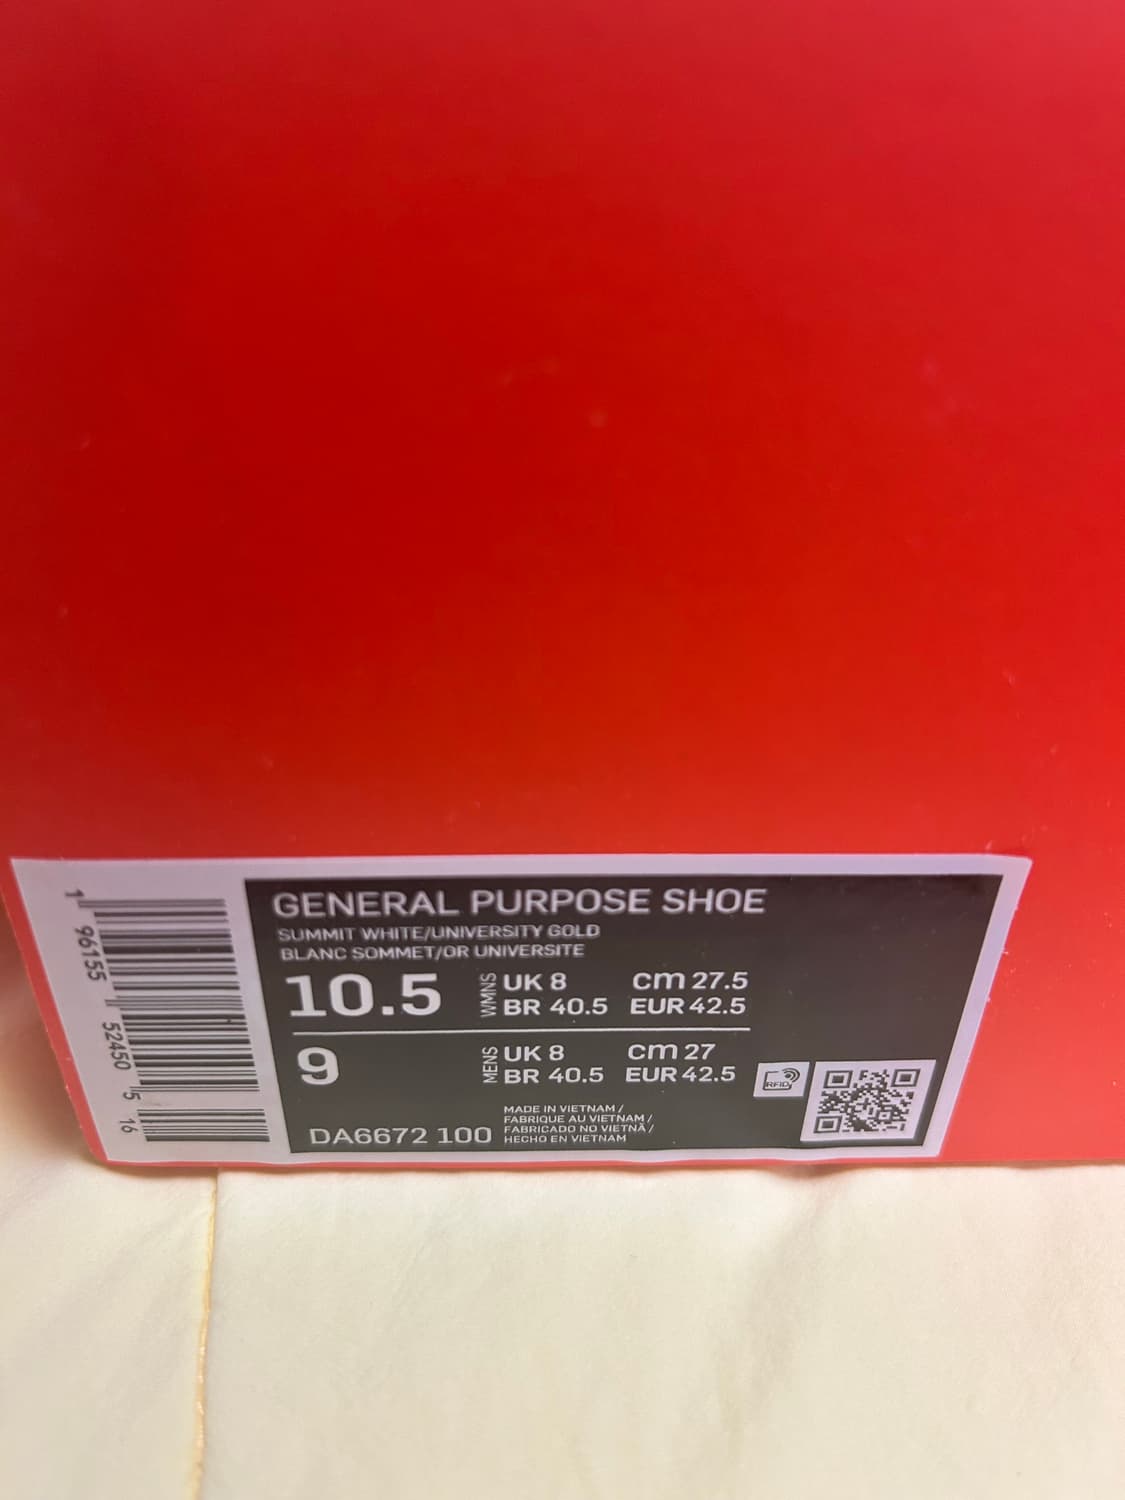 GENERAL PURPOSE SHOE
SUMMIT WHITE/UNIVERSITY GOLD
BLANC SOMMET/OR UNIVERSITE
10.5 WMNS UK 8 cm 27.5
BR 40.5 EUR 42.5
9 MENS UK 8 cm 27
BR 40.5 EUR 42.5
RFID
MADE IN VIETNAM /
FABRIQUE AU VIETNAM /
FABRICADO NO VIETNÃ /
HECHO EN VIETNAM
DA6672 100
1 96155 52450 5 16